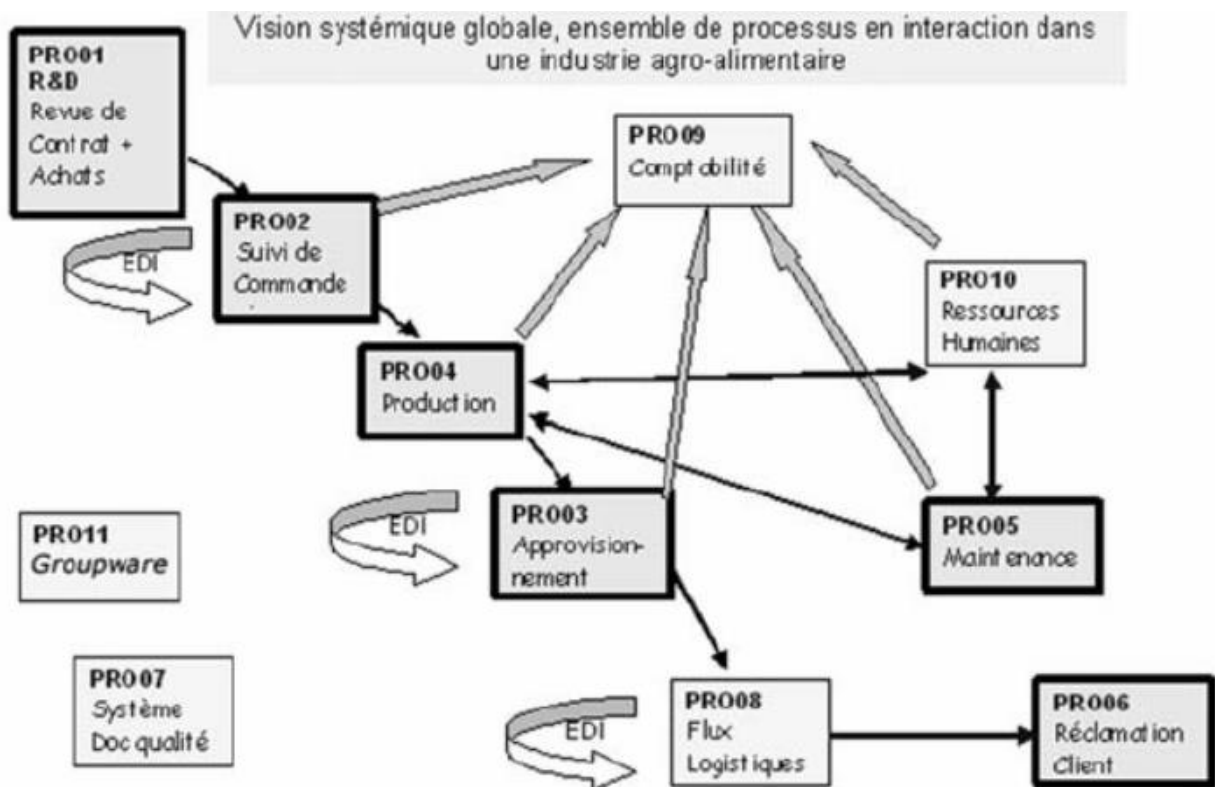 Vision systémique globale, ensemble de processus en interaction dans
une industrie agro-alimentaire
PRO01
R&D
Revue de
Contrat +
Achats
PRO09
Comptabilité
PRO02
Suivi de
Commande
EDI
PRO10
Ressources
Humaines
PRO04
Production
PRO03
Approvision-
nement
EDI
PRO05
Maintenance
PRO11
Groupware
PRO07
Système
Doc qualité
PRO08
Flux
Logistiques
EDI
PRO06
Réclamation
Client